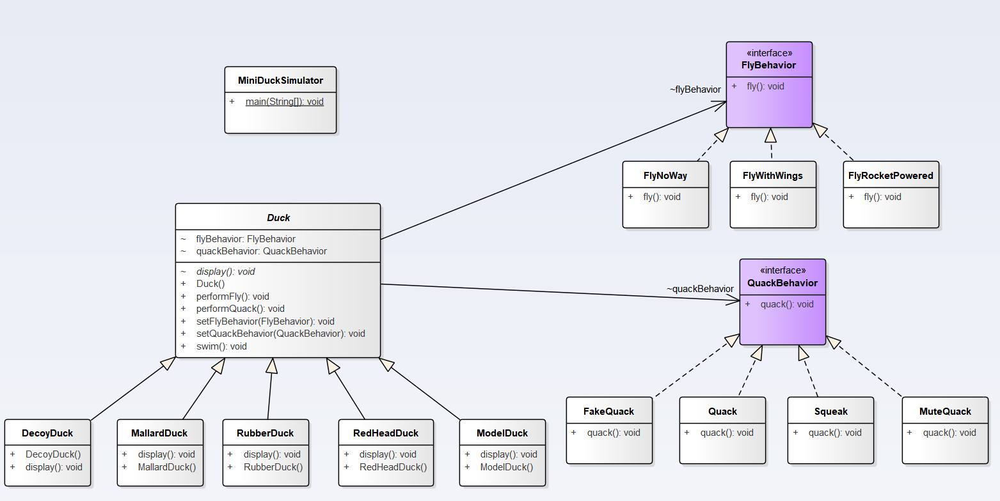 «interface»
FlyBehavior
+ fly(): void
MiniDuckSimulator
+ main(String[]): void
~flyBehavior
FlyNoWay
+ fly(): void
FlyWithWings
+ fly(): void
FlyRocketPowered
+ fly(): void
Duck
~ flyBehavior: FlyBehavior
~ quackBehavior: QuackBehavior
~ display(): void
+ Duck()
+ performFly(): void
+ performQuack(): void
+ setFlyBehavior(FlyBehavior): void
+ setQuackBehavior(QuackBehavior): void
+ swim(): void
«interface»
QuackBehavior
+ quack(): void
~quackBehavior
FakeQuack
+ quack(): void
Quack
+ quack(): void
Squeak
+ quack(): void
MuteQuack
+ quack(): void
DecoyDuck
+ DecoyDuck()
+ display(): void
MallardDuck
+ display(): void
+ MallardDuck()
RubberDuck
+ display(): void
+ RubberDuck()
RedHeadDuck
+ display(): void
+ RedHeadDuck()
ModelDuck
+ display(): void
+ ModelDuck()